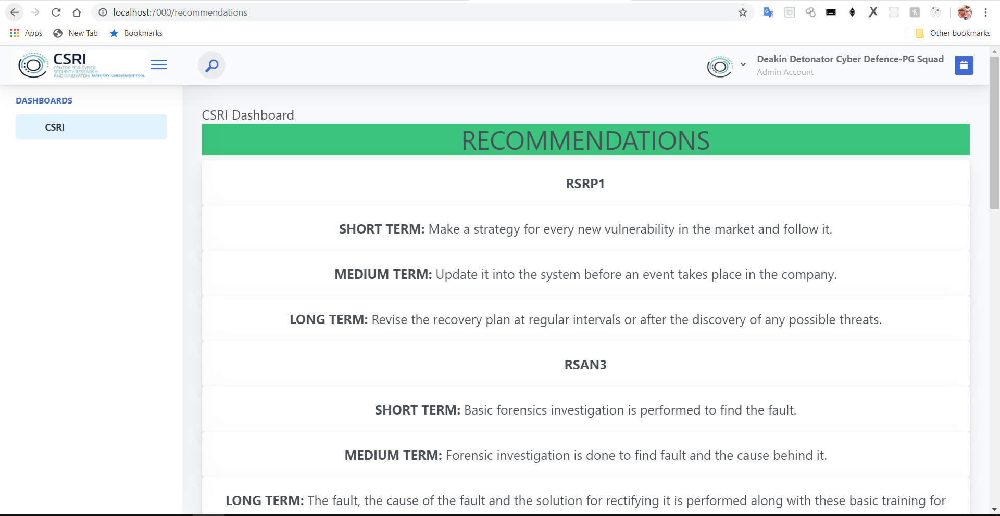 localhost:7000/recommendations
Apps
New Tab
Bookmarks
Other bookmarks
CSRI
CENTRE FOR CYBER
SECURITY RESEARCH
AND INNOVATON MATURITY ASSESSEMENT TOOL
Deakin Detonator Cyber Defence-PG Squad
Admin Account
DASHBOARDS
CSRI
CSRI Dashboard
RECOMMENDATIONS
RSRP1
SHORT TERM: Make a strategy for every new vulnerability in the market and follow it.
MEDIUM TERM: Update it into the system before an event takes place in the company.
LONG TERM: Revise the recovery plan at regular intervals or after the discovery of any possible threats.
RSAN3
SHORT TERM: Basic forensics investigation is performed to find the fault.
MEDIUM TERM: Forensic investigation is done to find fault and the cause behind it.
LONG TERM: The fault, the cause of the fault and the solution for rectifying it is performed along with these basic training for